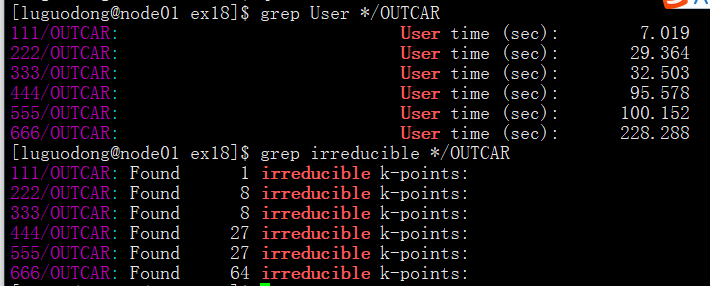 [luguodong@node01 ex18]$ grep User */OUTCAR
111/OUTCAR: User time (sec): 7.019
222/OUTCAR: User time (sec): 29.364
333/OUTCAR: User time (sec): 32.503
444/OUTCAR: User time (sec): 95.578
555/OUTCAR: User time (sec): 100.152
666/OUTCAR: User time (sec): 228.288
[luguodong@node01 ex18]$ grep irreducible */OUTCAR
111/OUTCAR: Found 1 irreducible k-points:
222/OUTCAR: Found 8 irreducible k-points:
333/OUTCAR: Found 8 irreducible k-points:
444/OUTCAR: Found 27 irreducible k-points:
555/OUTCAR: Found 27 irreducible k-points:
666/OUTCAR: Found 64 irreducible k-points: